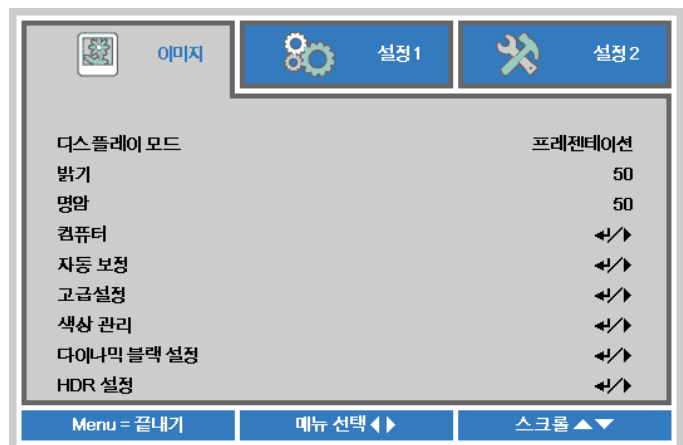 이미지
설정 1
설정 2
디스플레이 모드 프레젠테이션
밝기 50
명암 50
컴퓨터 ↵/▶
자동 보정 ↵/▶
고급설정 ↵/▶
색상 관리 ↵/▶
다이나믹 블랙 설정 ↵/▶
HDR 설정 ↵/▶
Menu = 끝내기
메뉴 선택 ◀ ▶
스크롤 ▲▼